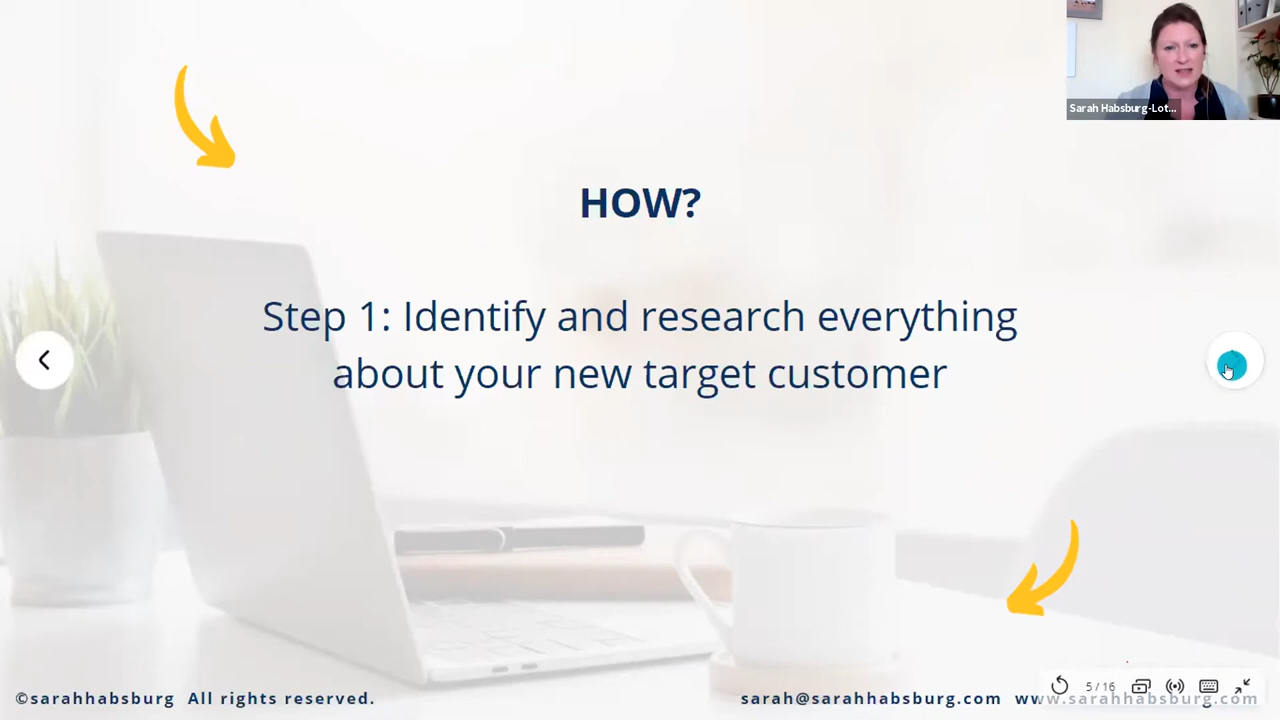 Sarah Habsburg-Lot...
HOW?
Step 1: Identify and research everything
about your new target customer
5 / 16
©sarahhabsburg All rights reserved.
sarah@sarahhabsburg.com www.sarahhabsburg.com